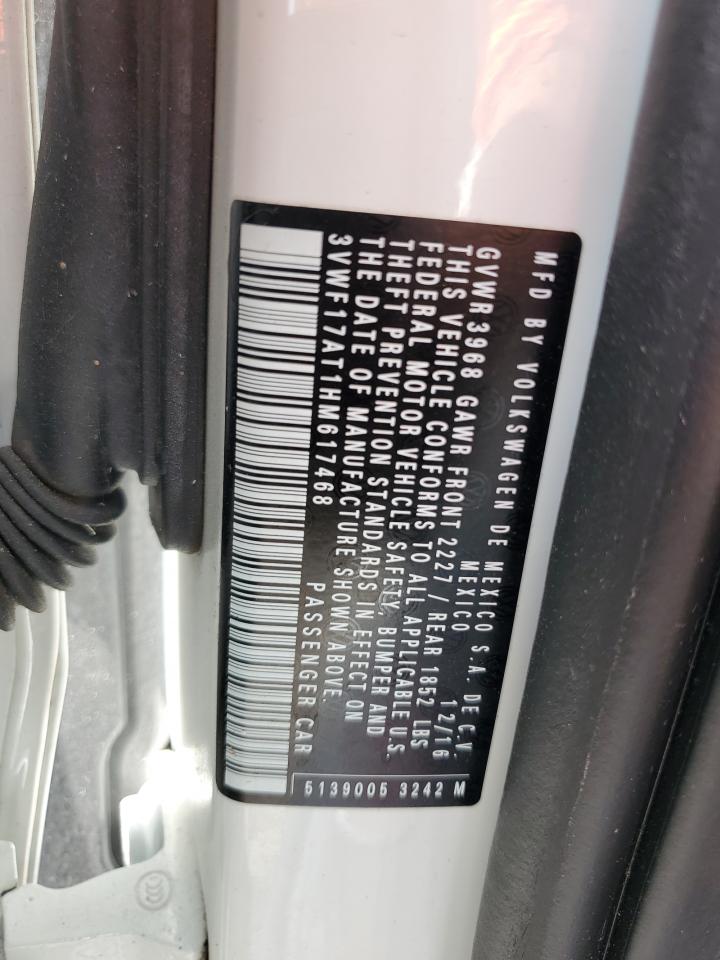 MFD BY VOLKSWAGEN DE MEXICO S.A. DE C.V.
MEXICO 12/16
GVWR 3968 GAWR FRONT 2227 / REAR 1852 LBS
THIS VEHICLE CONFORMS TO ALL APPLICABLE U.S.
FEDERAL MOTOR VEHICLE SAFETY, BUMPER AND
THEFT PREVENTION STANDARDS IN EFFECT ON
THE DATE OF MANUFACTURE SHOWN ABOVE.
3VWF17AT1HM617468 PASSENGER CAR
5139005 3242 M